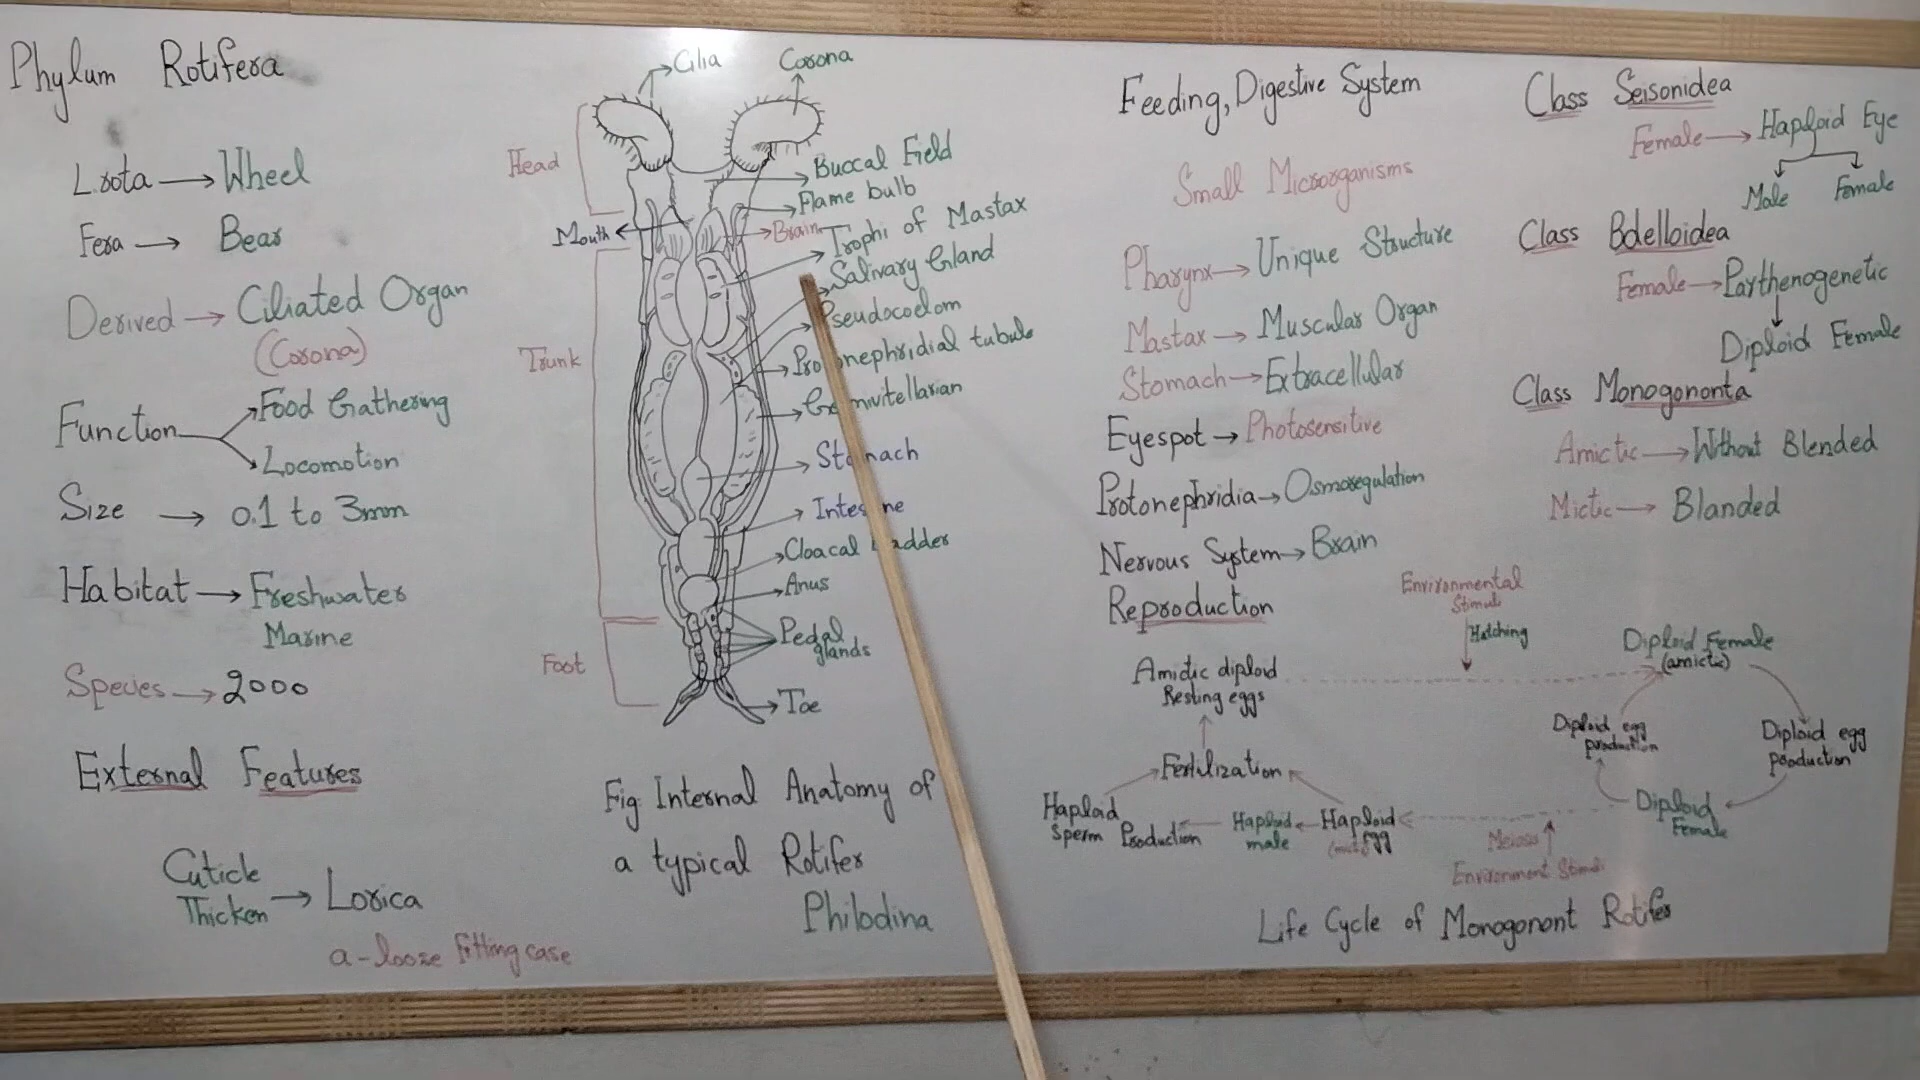 Phylum Rotifera
L.rota → Wheel
Fera → Bear
Derived → Ciliated Organ
(Corona)
Function → Food Gathering
Locomotion
Size → 0.1 to 3mm
Habitat → Freshwater
Marine
Species → 2000
External Features
Cuticle
Thicken → Lorica
a-loose fitting case
Cilia
Corona
Head
Buccal Field
Flame bulb
Mouth
Brain
Trophi of Mastax
Salivary Gland
Pseudocoelom
Trunk
Germivitellarian
Stomach
Intestine
Cloacal
Anus
Pedal
glands
Foot
Toe
Fig Internal Anatomy of
a typical Rotifer
Philodina
Feeding, Digestive System
Small Microorganisms
Pharynx → Unique Structure
Mastax → Muscular Organ
Stomach → Extracellular
Eyespot → Photosensitive
Protonephridia → Osmoregulation
Nervous System → Brain
Reproduction
Environmental
Stimuli
Hatching
Amictic diploid
Resting eggs
Diploid Female
(amictic)
Diploid egg
production
Diploid egg
production
Fertilization
Diploid
Female
Haploid
Sperm Production
Haploid
male
Haploid
Egg
Meiosis
Environment Stimuli
Life Cycle of Monogonont Rotifer
Class Seisonidea
Female → Haploid Eye
Male Female
Class Bdelloidea
Female → Parthenogenetic
Diploid Female
Class Monogononta
Amictic → Without Blended
Mictic → Blanded